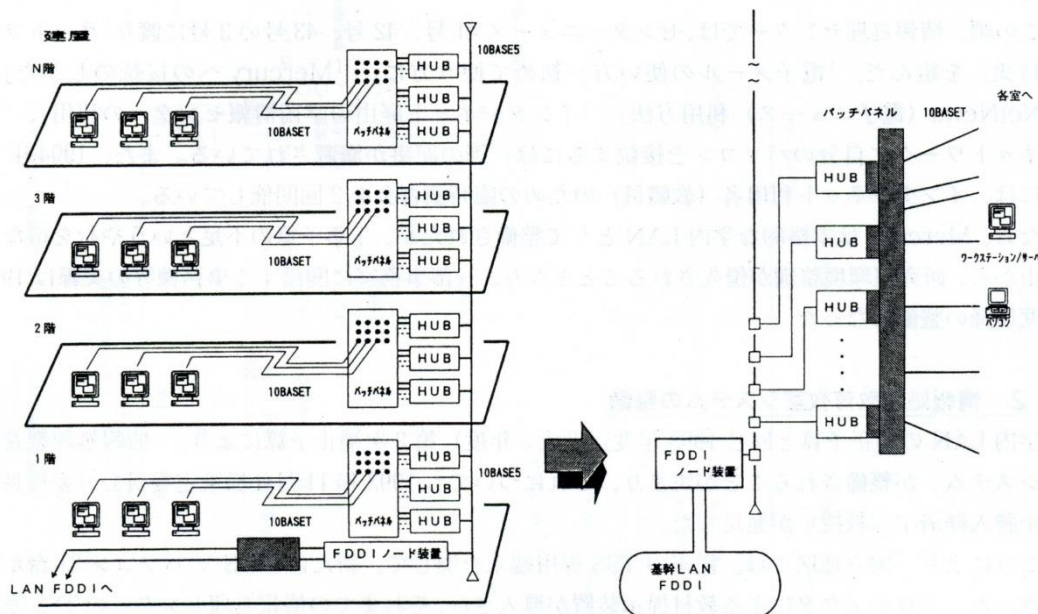 建屋
N階
10BASET
パッチパネル
HUB
HUB
HUB
10BASE5
3階
10BASET
パッチパネル
HUB
HUB
HUB
2階
10BASET
パッチパネル
HUB
HUB
HUB
1階
10BASET
パッチパネル
HUB
HUB
HUB
10BASE5
FDDIノード装置
LAN FDDIへ
パッチパネル
10BASET
各室へ
HUB
HUB
HUB
HUB
ワークステーション/サーバ
パソコン
FDDI
ノード装置
基幹LAN
FDDI